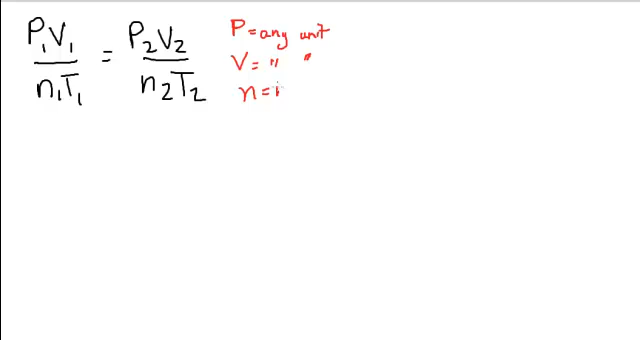 P₁V₁/n₁T₁ = P₂V₂/n₂T₂
P = any unit
V = " "
n =